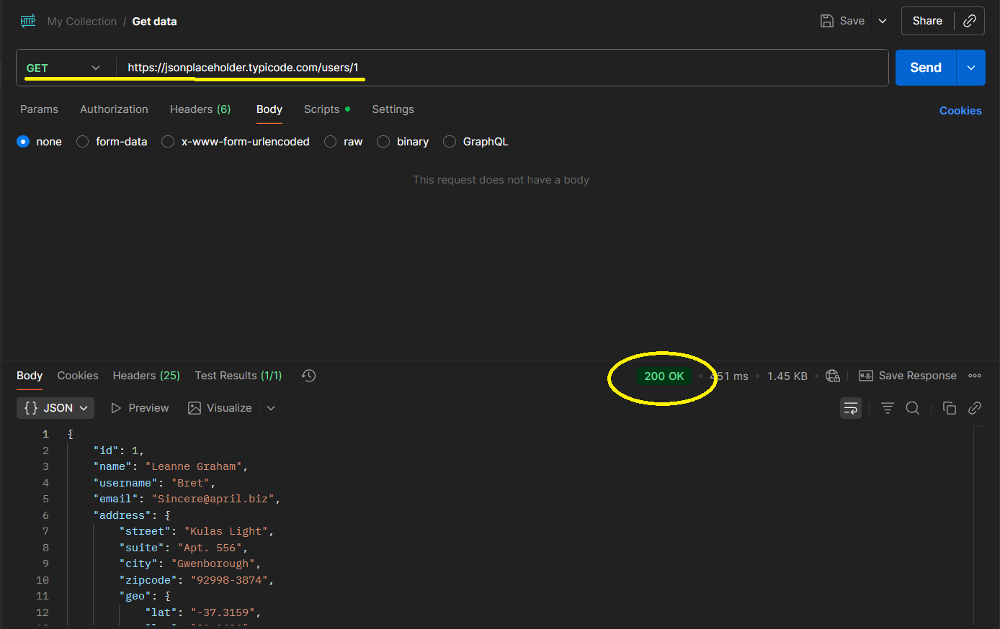 HTTP My Collection / Get data Save Share
GET https://jsonplaceholder.typicode.com/users/1 Send
Params Authorization Headers (6) Body Scripts Settings Cookies
none form-data x-www-form-urlencoded raw binary GraphQL
This request does not have a body
Body Cookies Headers (25) Test Results (1/1) 200 OK 451 ms 1.45 KB e.g. Save Response
{} JSON Preview Visualize
1 {
2 "id": 1,
3 "name": "Leanne Graham",
4 "username": "Bret",
5 "email": "Sincere@april.biz",
6 "address": {
7 "street": "Kulas Light",
8 "suite": "Apt. 556",
9 "city": "Gwenborough",
10 "zipcode": "92998-3874",
11 "geo": {
12 "lat": "-37.3159",